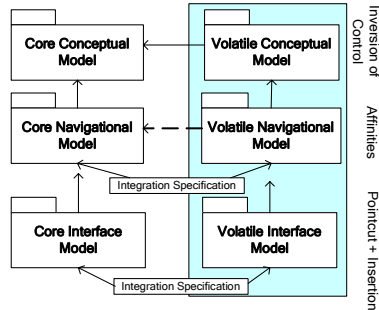 Core Conceptual
Model
Volatile Conceptual
Model
Inversion of
Control
Core Navigational
Model
Volatile Navigational
Model
Affinities
Integration Specification
Core Interface
Model
Volatile Interface
Model
Pointcut + Insertion
Integration Specification